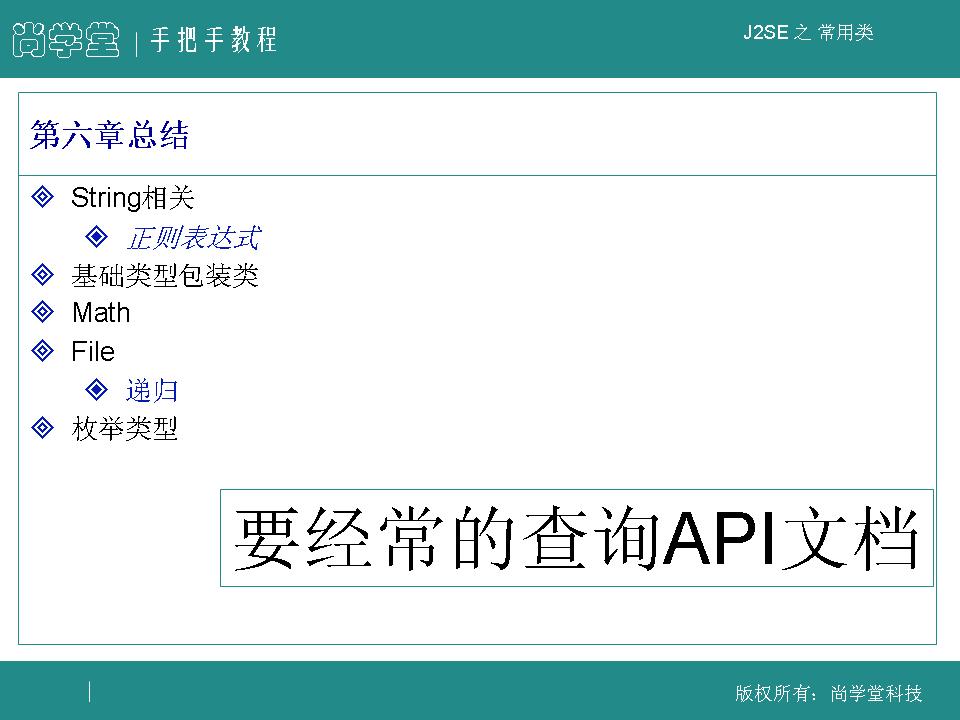 尚学堂 | 手把手教程
J2SE 之 常用类
第六章总结
String相关
正则表达式
基础类型包装类
Math
File
递归
枚举类型
要经常的查询API文档
版权所有：尚学堂科技